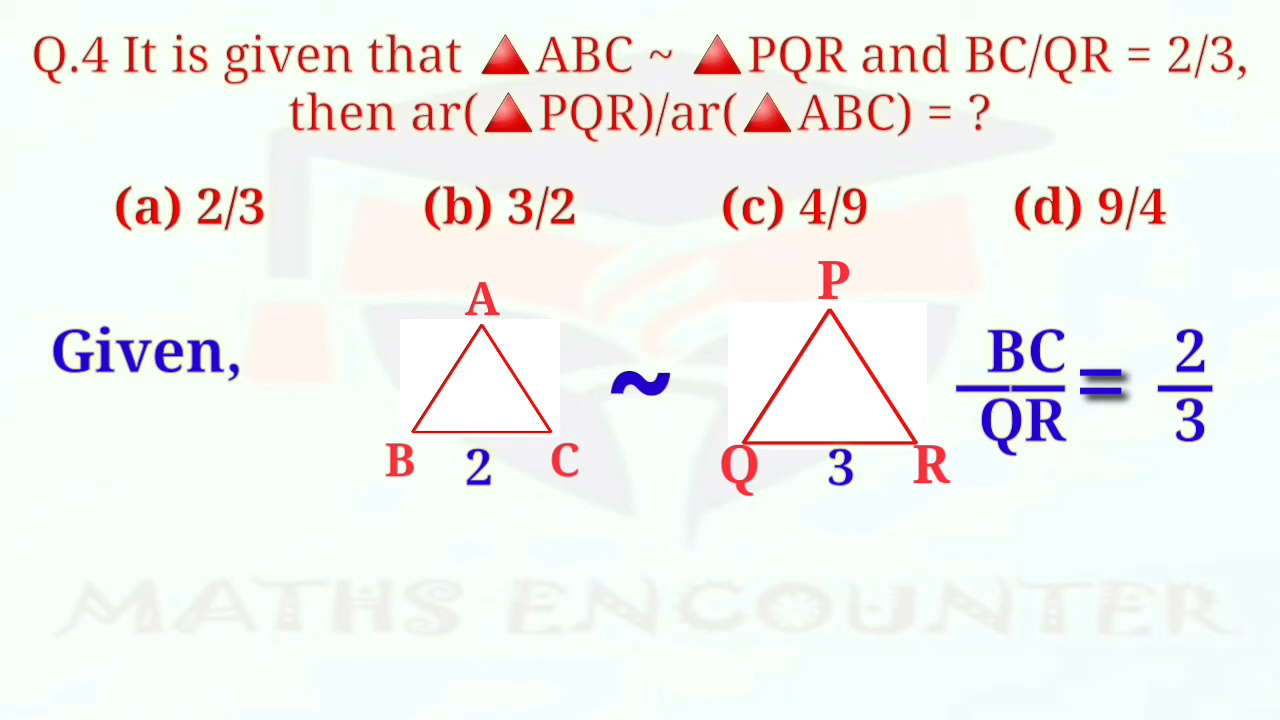 Q.4 It is given that 🔺ABC ~ 🔺PQR and BC/QR = 2/3,
then ar(🔺PQR)/ar(🔺ABC) = ?
(a) 2/3 (b) 3/2 (c) 4/9 (d) 9/4
A P
Given, ~ BC/QR = 2/3
B 2 C Q 3 R
MATHS ENCOUNTER